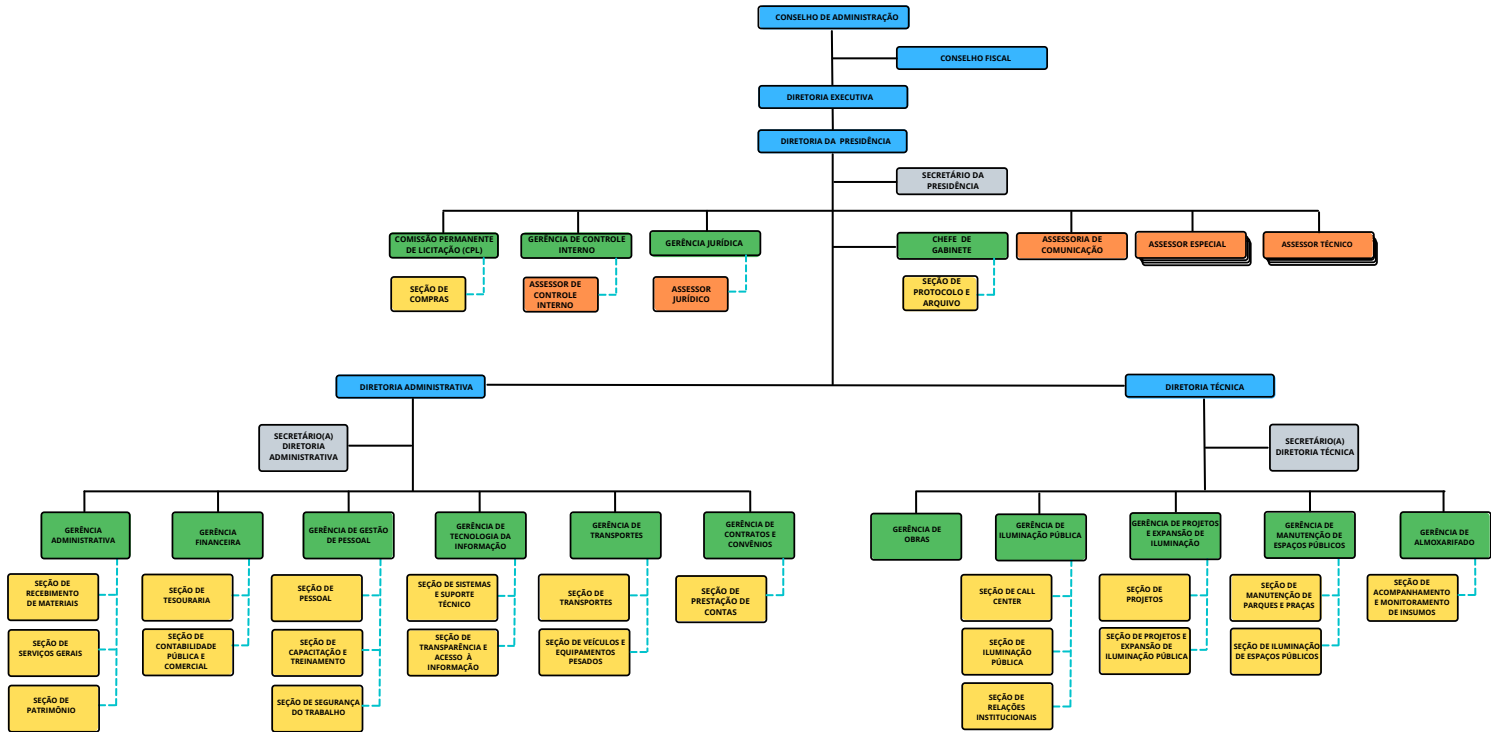 CONSELHO DE ADMINISTRAÇÃO
CONSELHO FISCAL
DIRETORIA EXECUTIVA
DIRETORIA DA PRESIDÊNCIA
SECRETÁRIO DA
PRESIDÊNCIA
COMISSÃO PERMANENTE
DE LICITAÇÃO (CPL)
GERÊNCIA DE CONTROLE
INTERNO
GERÊNCIA JURÍDICA
CHEFE DE
GABINETE
ASSESSORIA DE
COMUNICAÇÃO
ASSESSOR ESPECIAL
ASSESSOR TÉCNICO
SEÇÃO DE
COMPRAS
ASSESSOR DE
CONTROLE
INTERNO
ASSESSOR
JURÍDICO
SEÇÃO DE
PROTOCOLO E
ARQUIVO
DIRETORIA ADMINISTRATIVA
DIRETORIA TÉCNICA
SECRETÁRIO(A)
DIRETORIA
ADMINISTRATIVA
SECRETÁRIO(A)
DIRETORIA TÉCNICA
GERÊNCIA
ADMINISTRATIVA
GERÊNCIA
FINANCEIRA
GERÊNCIA DE GESTÃO
DE PESSOAL
GERÊNCIA DE
TECNOLOGIA DA
INFORMAÇÃO
GERÊNCIA DE
TRANSPORTES
GERÊNCIA DE
CONTRATOS E
CONVÊNIOS
GERÊNCIA DE
OBRAS
GERÊNCIA DE
ILUMINAÇÃO PÚBLICA
GERÊNCIA DE PROJETOS
E EXPANSÃO DE
ILUMINAÇÃO
GERÊNCIA DE
MANUTENÇÃO DE
ESPAÇOS PÚBLICOS
GERÊNCIA DE
ALMOXARIFADO
SEÇÃO DE
RECEBIMENTO
DE MATERIAIS
SEÇÃO DE
TESOURARIA
SEÇÃO DE
PESSOAL
SEÇÃO DE SISTEMAS
E SUPORTE
TÉCNICO
SEÇÃO DE
TRANSPORTES
SEÇÃO DE
PRESTAÇÃO DE
CONTAS
SEÇÃO DE CALL
CENTER
SEÇÃO DE
PROJETOS
SEÇÃO DE
MANUTENÇÃO DE
PARQUES E PRAÇAS
SEÇÃO DE
ACOMPANHAMENTO
E MONITORAMENTO
DE INSUMOS
SEÇÃO DE
SERVIÇOS GERAIS
SEÇÃO DE
CONTABILIDADE
PÚBLICA E
COMERCIAL
SEÇÃO DE
CAPACITAÇÃO E
TREINAMENTO
SEÇÃO DE
TRANSPARÊNCIA E
ACESSO À
INFORMAÇÃO
SEÇÃO DE VEÍCULOS E
EQUIPAMENTOS
PESADOS
SEÇÃO DE
ILUMINAÇÃO
PÚBLICA
SEÇÃO DE PROJETOS E
EXPANSÃO DE
ILUMINAÇÃO PÚBLICA
SEÇÃO DE ILUMINAÇÃO
DE ESPAÇOS PÚBLICOS
SEÇÃO DE
PATRIMÔNIO
SEÇÃO DE SEGURANÇA
DO TRABALHO
SEÇÃO DE
RELAÇÕES
INSTITUCIONAIS